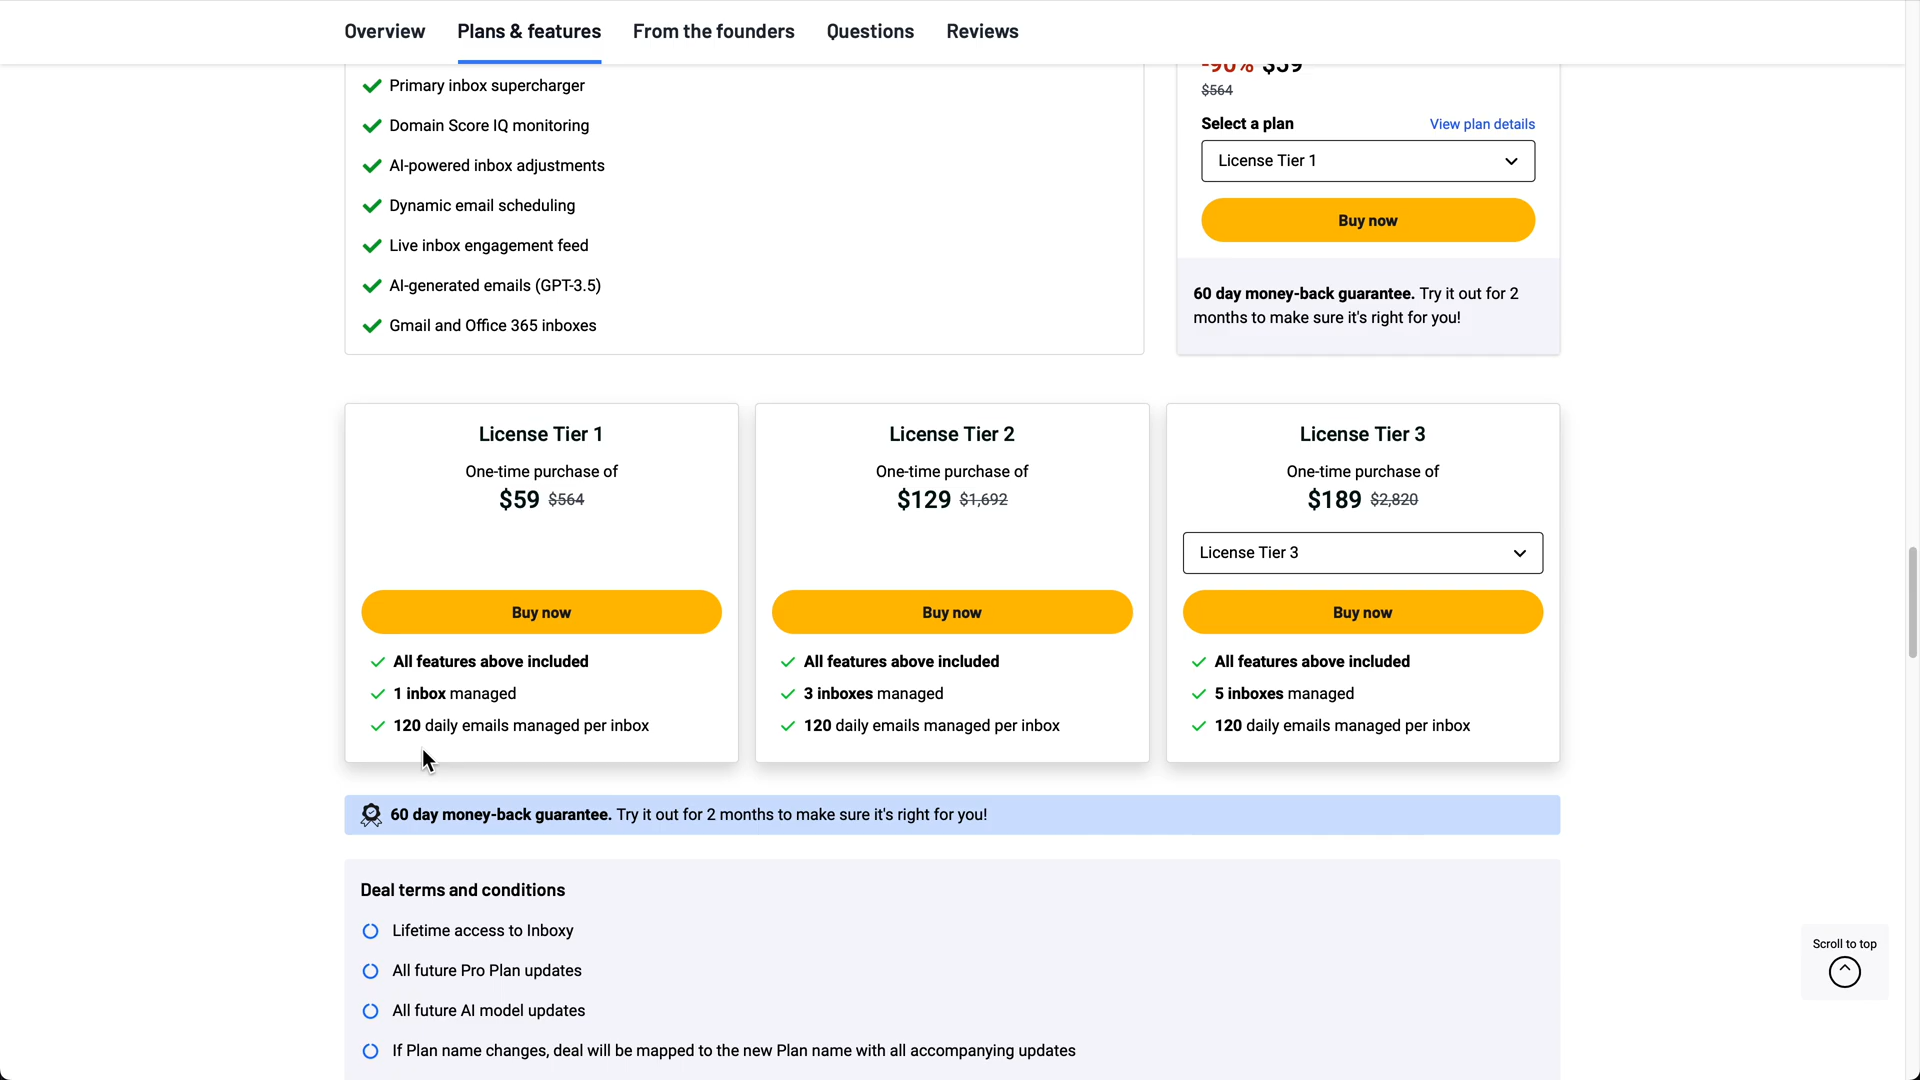 Overview Plans & features From the founders Questions Reviews
Primary inbox supercharger
Domain Score IQ monitoring
AI-powered inbox adjustments
Dynamic email scheduling
Live inbox engagement feed
AI-generated emails (GPT-3.5)
Gmail and Office 365 inboxes
-90% $59
$564
Select a plan View plan details
License Tier 1
Buy now
60 day money-back guarantee. Try it out for 2
months to make sure it's right for you!
License Tier 1
One-time purchase of
$59 $564
Buy now
All features above included
1 inbox managed
120 daily emails managed per inbox
License Tier 2
One-time purchase of
$129 $1,692
Buy now
All features above included
3 inboxes managed
120 daily emails managed per inbox
License Tier 3
One-time purchase of
$189 $2,820
License Tier 3
Buy now
All features above included
5 inboxes managed
120 daily emails managed per inbox
60 day money-back guarantee. Try it out for 2 months to make sure it's right for you!
Deal terms and conditions
Lifetime access to Inboxy
All future Pro Plan updates
All future AI model updates
If Plan name changes, deal will be mapped to the new Plan name with all accompanying updates
Scroll to top